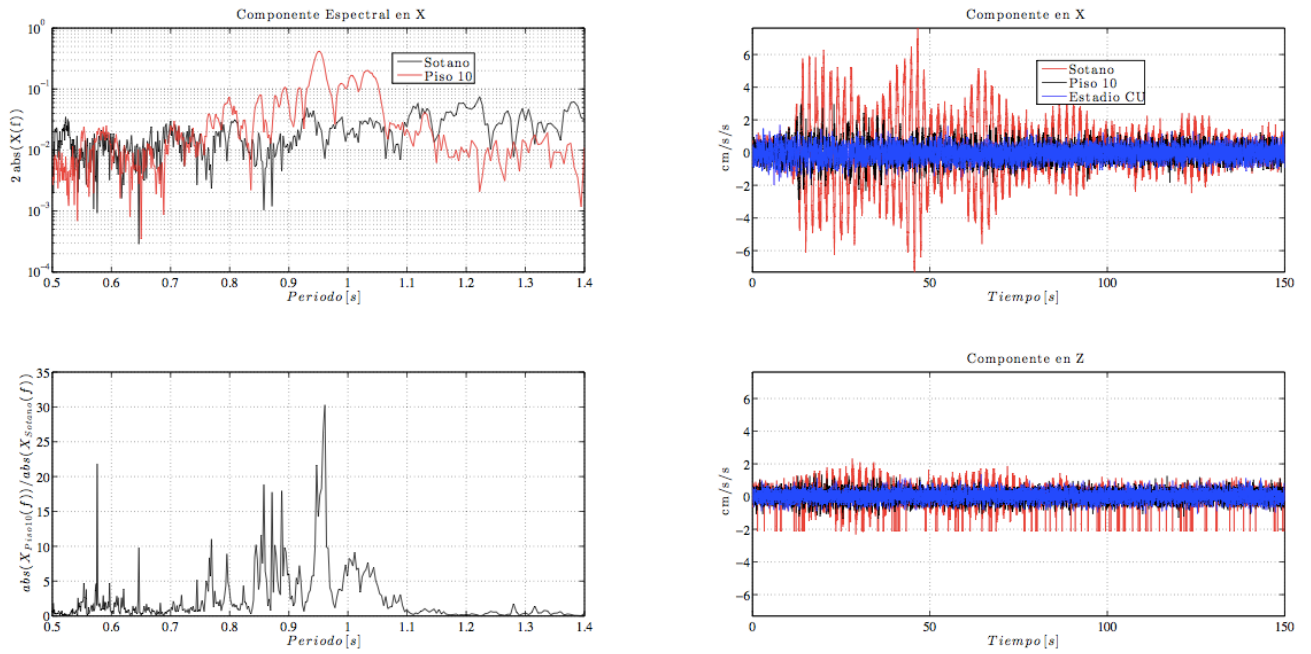 Componente Espectral en X
10^0
10^-1
10^-2
10^-3
10^-4
2 abs(X(f))
Sotano
Piso 10
0.5 0.6 0.7 0.8 0.9 1 1.1 1.2 1.3 1.4
Periodo[s]
Componente en X
6
4
2
0
-2
-4
-6
cm/s/s
Sotano
Piso 10
Estadio CU
0 50 100 150
Tiempo[s]
35
30
25
20
15
10
5
0
abs(X_Piso10(f))/abs(X_Sotano(f))
0.5 0.6 0.7 0.8 0.9 1 1.1 1.2 1.3 1.4
Periodo[s]
Componente en Z
6
4
2
0
-2
-4
-6
cm/s/s
0 50 100 150
Tiempo[s]